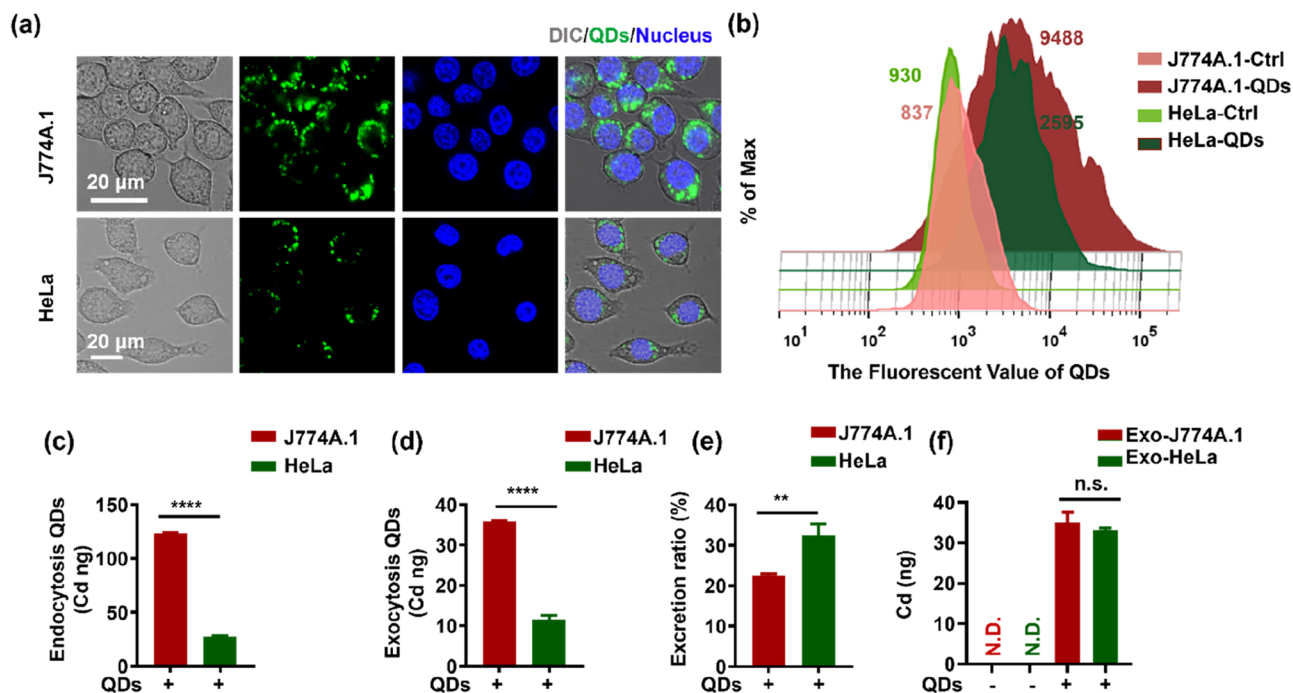 (a)
DIC/QDs/Nucleus
J774A.1
20 µm
HeLa
20 µm
(b)
9488
930
837
2595
J774A.1-Ctrl
J774A.1-QDs
HeLa-Ctrl
HeLa-QDs
% of Max
10¹ 10² 10³ 10⁴ 10⁵
The Fluorescent Value of QDs
(c)
J774A.1
HeLa
****
Endocytosis QDs
(Cd ng)
150
100
50
0
QDs + +
(d)
J774A.1
HeLa
****
Exocytosis QDs
(Cd ng)
40
30
20
10
0
QDs + +
(e)
J774A.1
HeLa
**
Excretion ratio (%)
40
30
20
10
0
QDs + +
(f)
Exo-J774A.1
Exo-HeLa
n.s.
Cd (ng)
40
30
20
10
0
N.D.
N.D.
QDs - - + +